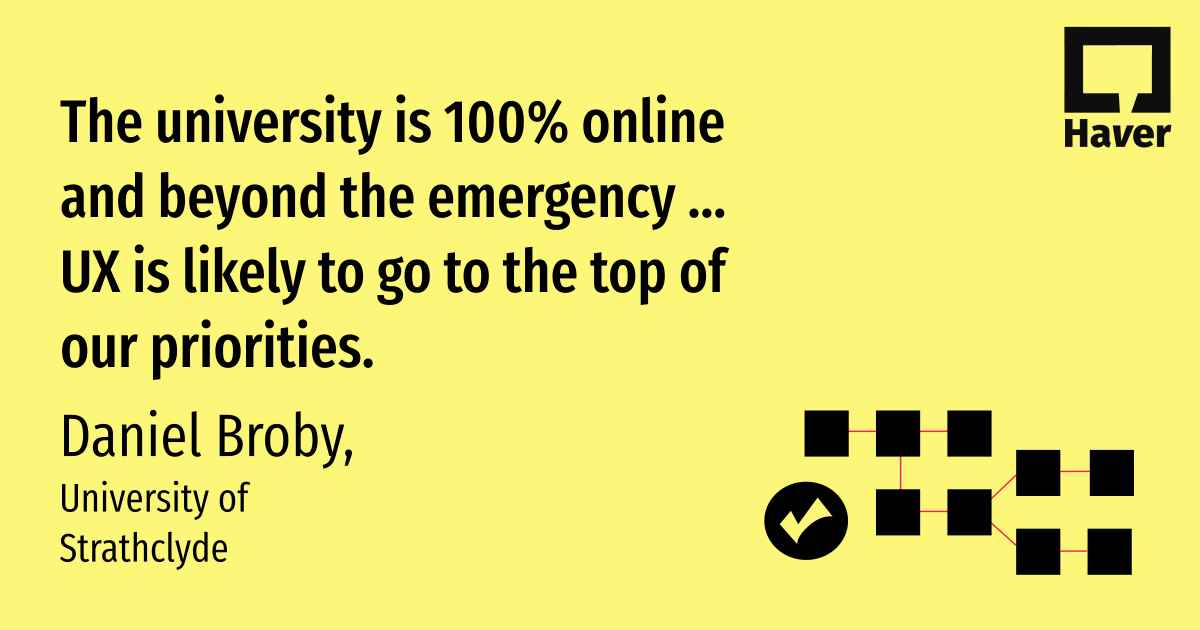 Haver
The university is 100% online
and beyond the emergency ...
UX is likely to go to the top of
our priorities.
Daniel Broby,
University of
Strathclyde